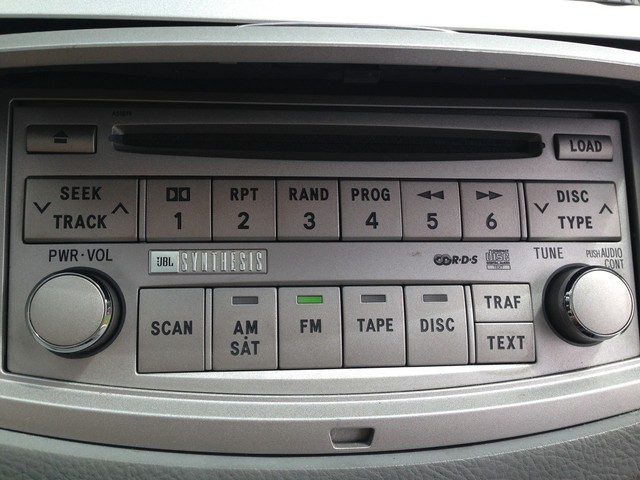 LOAD
SEEK
TRACK
1
RPT
2
RAND
3
PROG
4
5
6
DISC
TYPE
PWR·VOL
JBL SYNTHESIS
R·D·S
TUNE
PUSH AUDIO
CONT
SCAN
AM
SAT
FM
TAPE
DISC
TRAF
TEXT